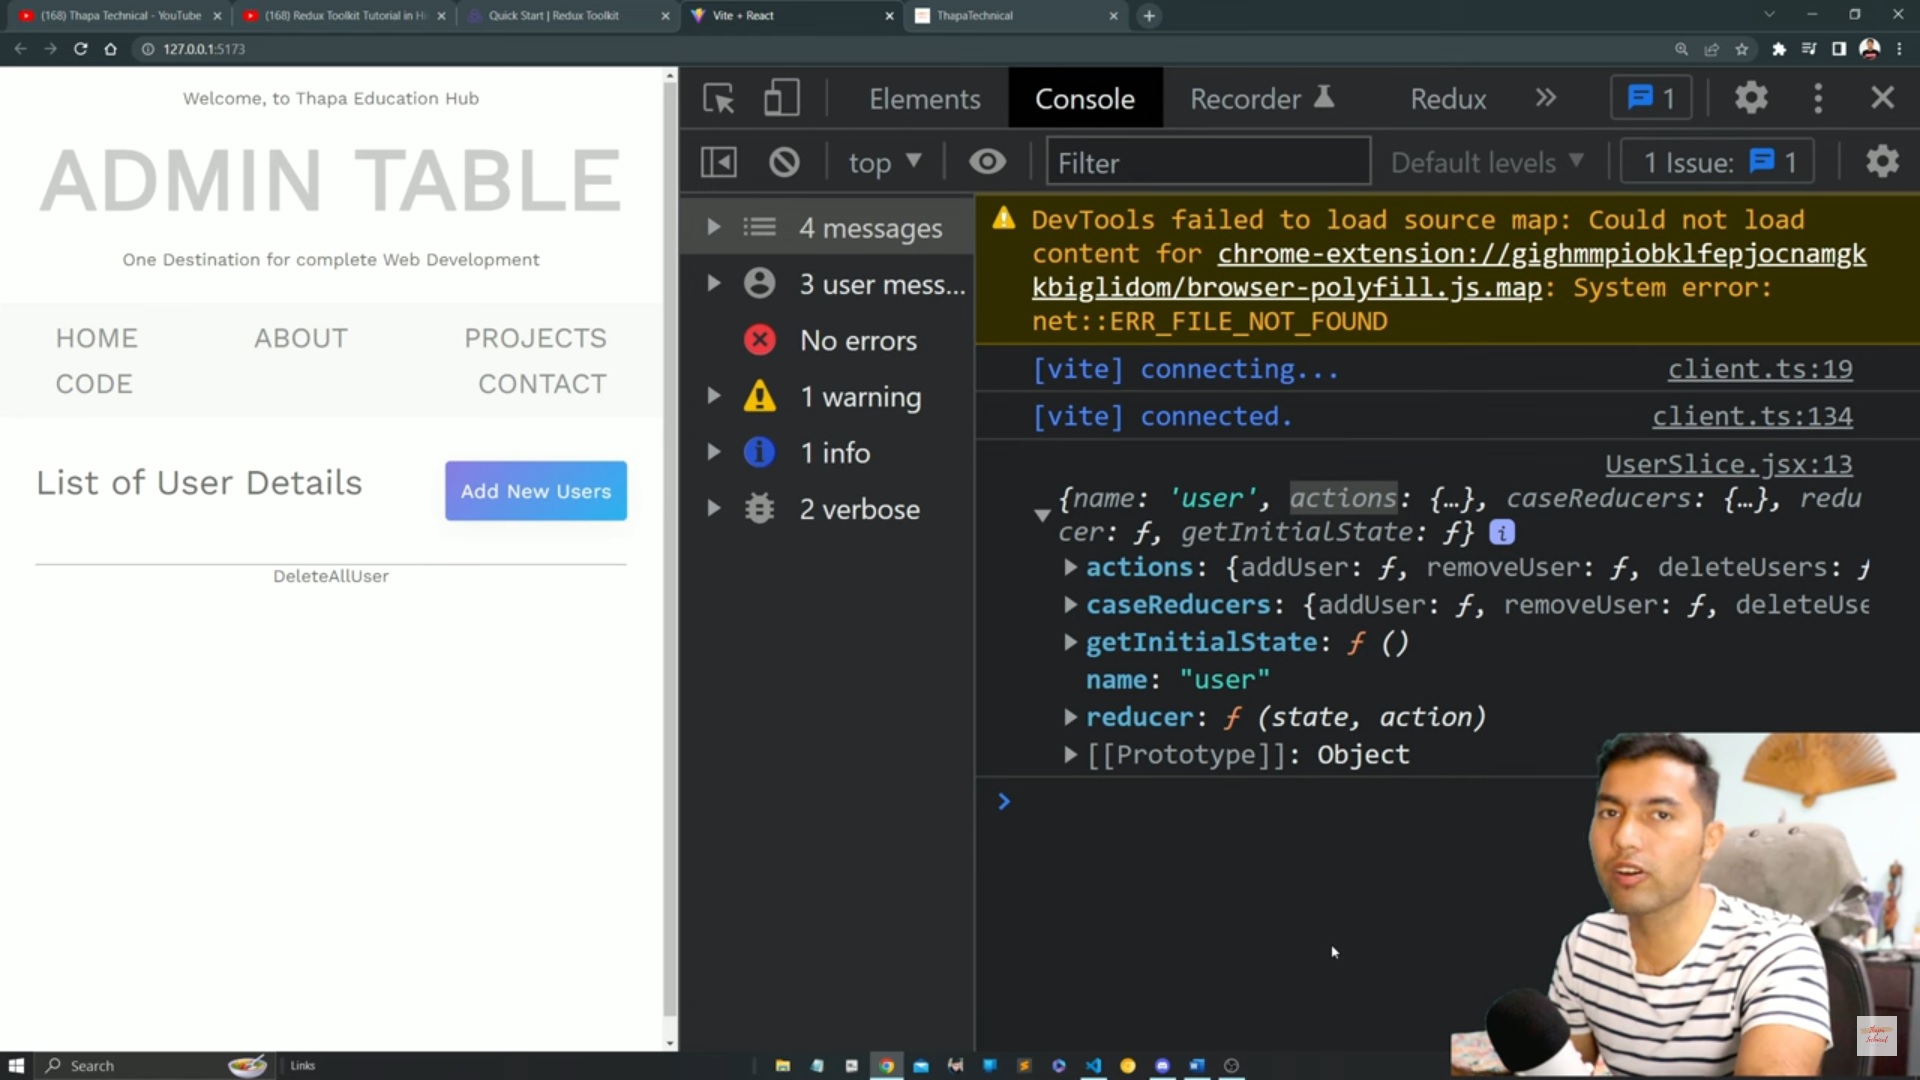 (168) Thapa Technical - YouTube
(168) Redux Toolkit Tutorial in Hi
Quick Start | Redux Toolkit
Vite + React
ThapaTechnical
127.0.0.1:5173
Welcome, to Thapa Education Hub
ADMIN TABLE
One Destination for complete Web Development
HOME ABOUT PROJECTS
CODE CONTACT
List of User Details
Add New Users
DeleteAllUser
Elements Console Recorder Redux 1
top Filter Default levels 1 Issue: 1
4 messages
3 user mess...
No errors
1 warning
1 info
2 verbose
DevTools failed to load source map: Could not load
content for chrome-extension://gighmmpiobklfepjocnamgk
kbiglidom/browser-polyfill.js.map: System error:
net::ERR_FILE_NOT_FOUND
[vite] connecting... client.ts:19
[vite] connected. client.ts:134
UserSlice.jsx:13
{name: 'user', actions: {…}, caseReducers: {…}, redu
cer: ƒ, getInitialState: ƒ}
actions: {addUser: ƒ, removeUser: ƒ, deleteUsers: ƒ
caseReducers: {addUser: ƒ, removeUser: ƒ, deleteUse
getInitialState: ƒ ()
name: "user"
reducer: ƒ (state, action)
[[Prototype]]: Object
Search
Links
Thapa
Technical